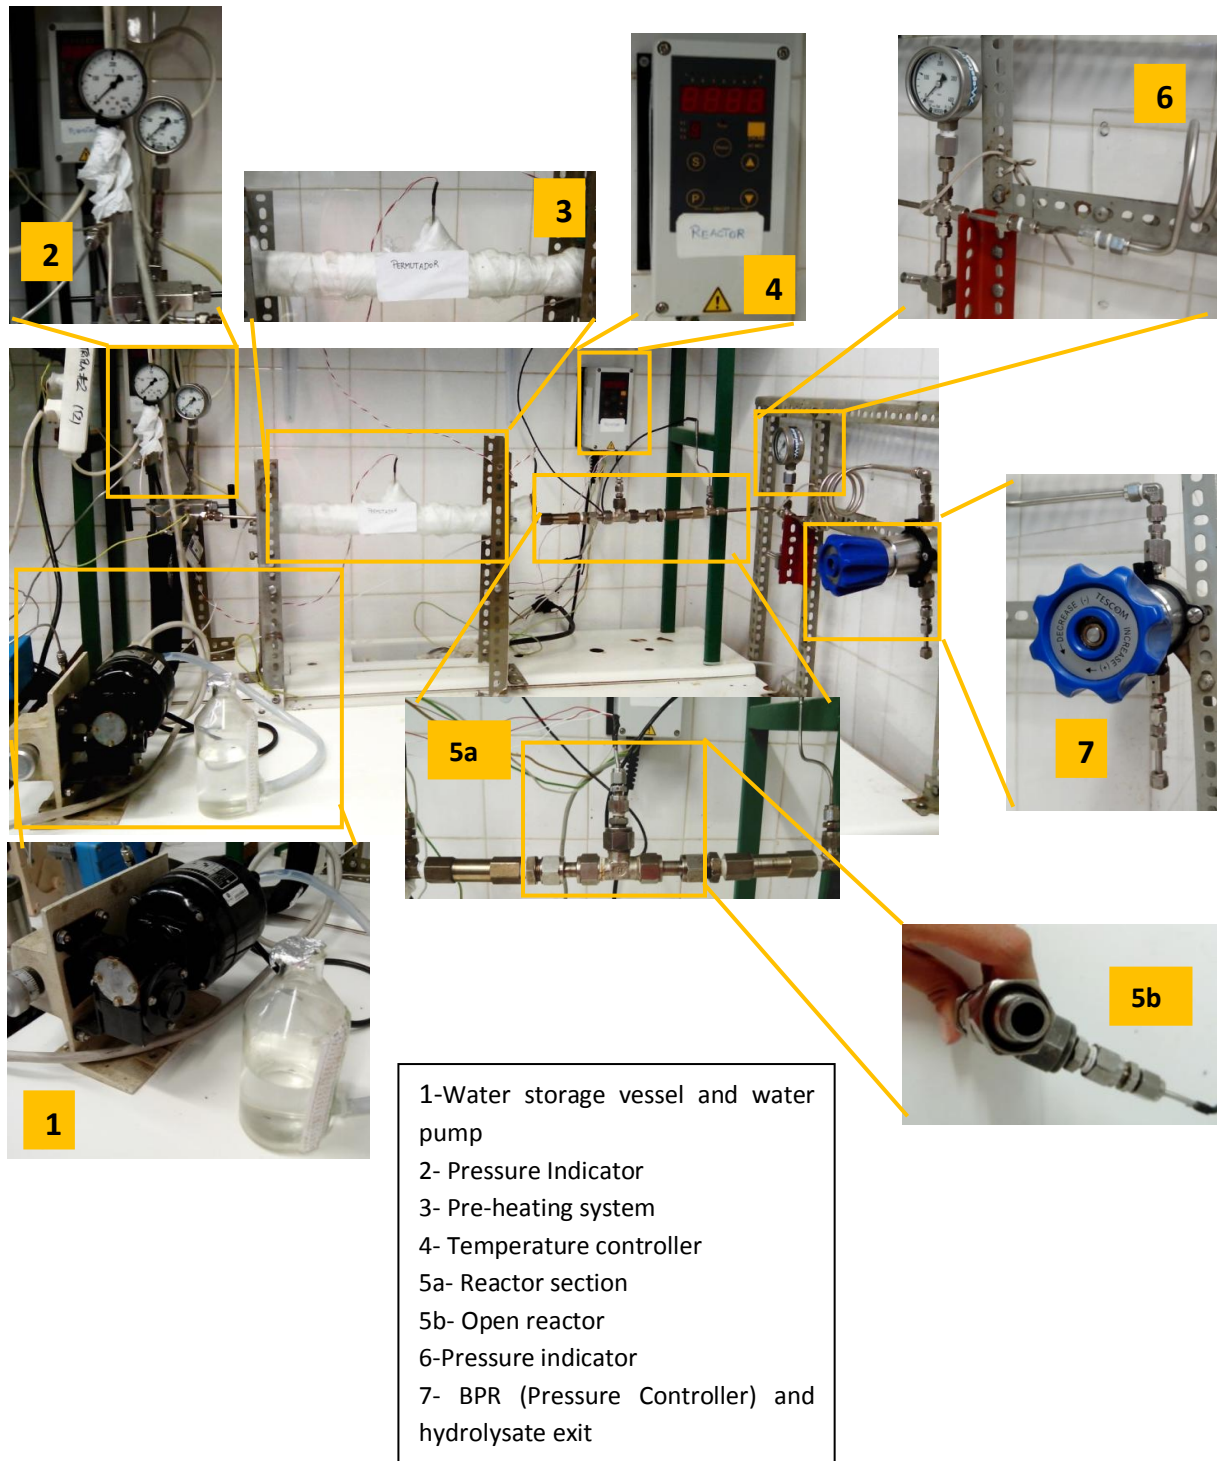 2
3
PERMUTADOR
REACTOR
S
P
4
6
PERMUTADOR
5a
DECREASE (-) TESCOM INCREASE (+)
7
1
5b
1-Water storage vessel and water
pump
2- Pressure Indicator
3- Pre-heating system
4- Temperature controller
5a- Reactor section
5b- Open reactor
6-Pressure indicator
7- BPR (Pressure Controller) and
hydrolysate exit